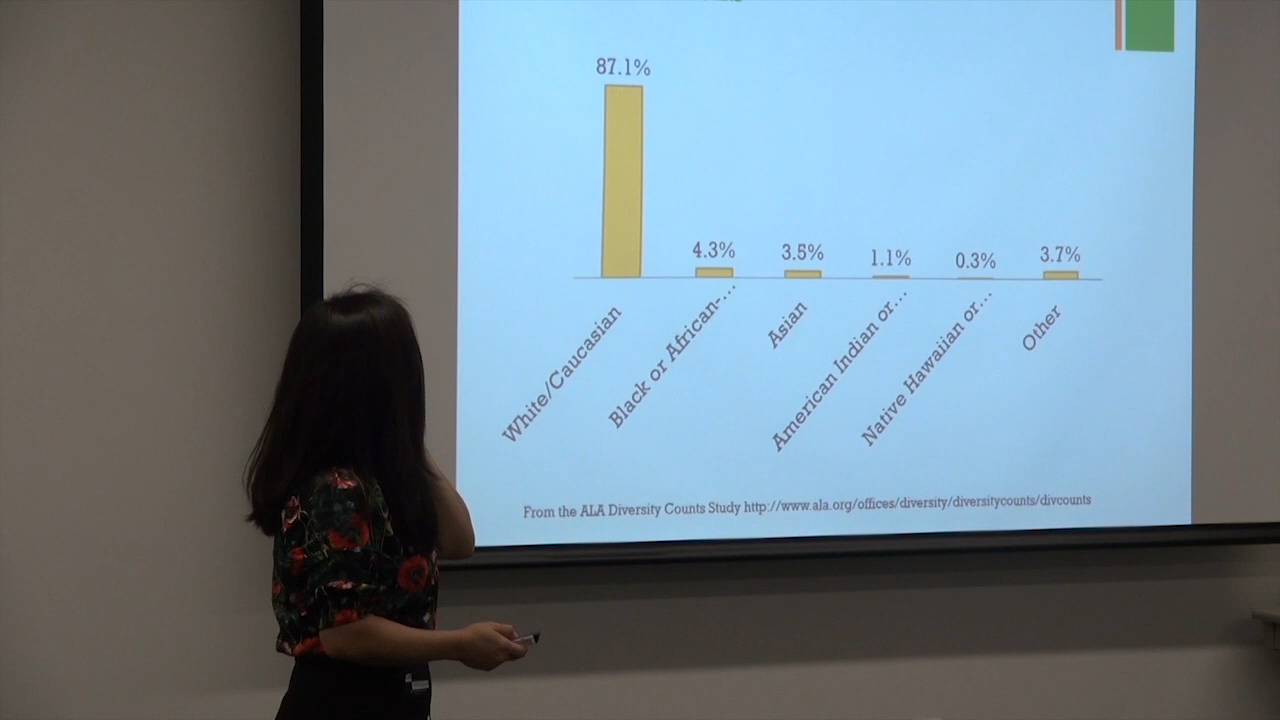 87.1%
4.3%
3.5%
1.1%
0.3%
3.7%
White/Caucasian
Black or African-...
Asian
American Indian or...
Native Hawaiian or...
Other
From the ALA Diversity Counts Study http://www.ala.org/offices/diversity/diversitycounts/divcounts